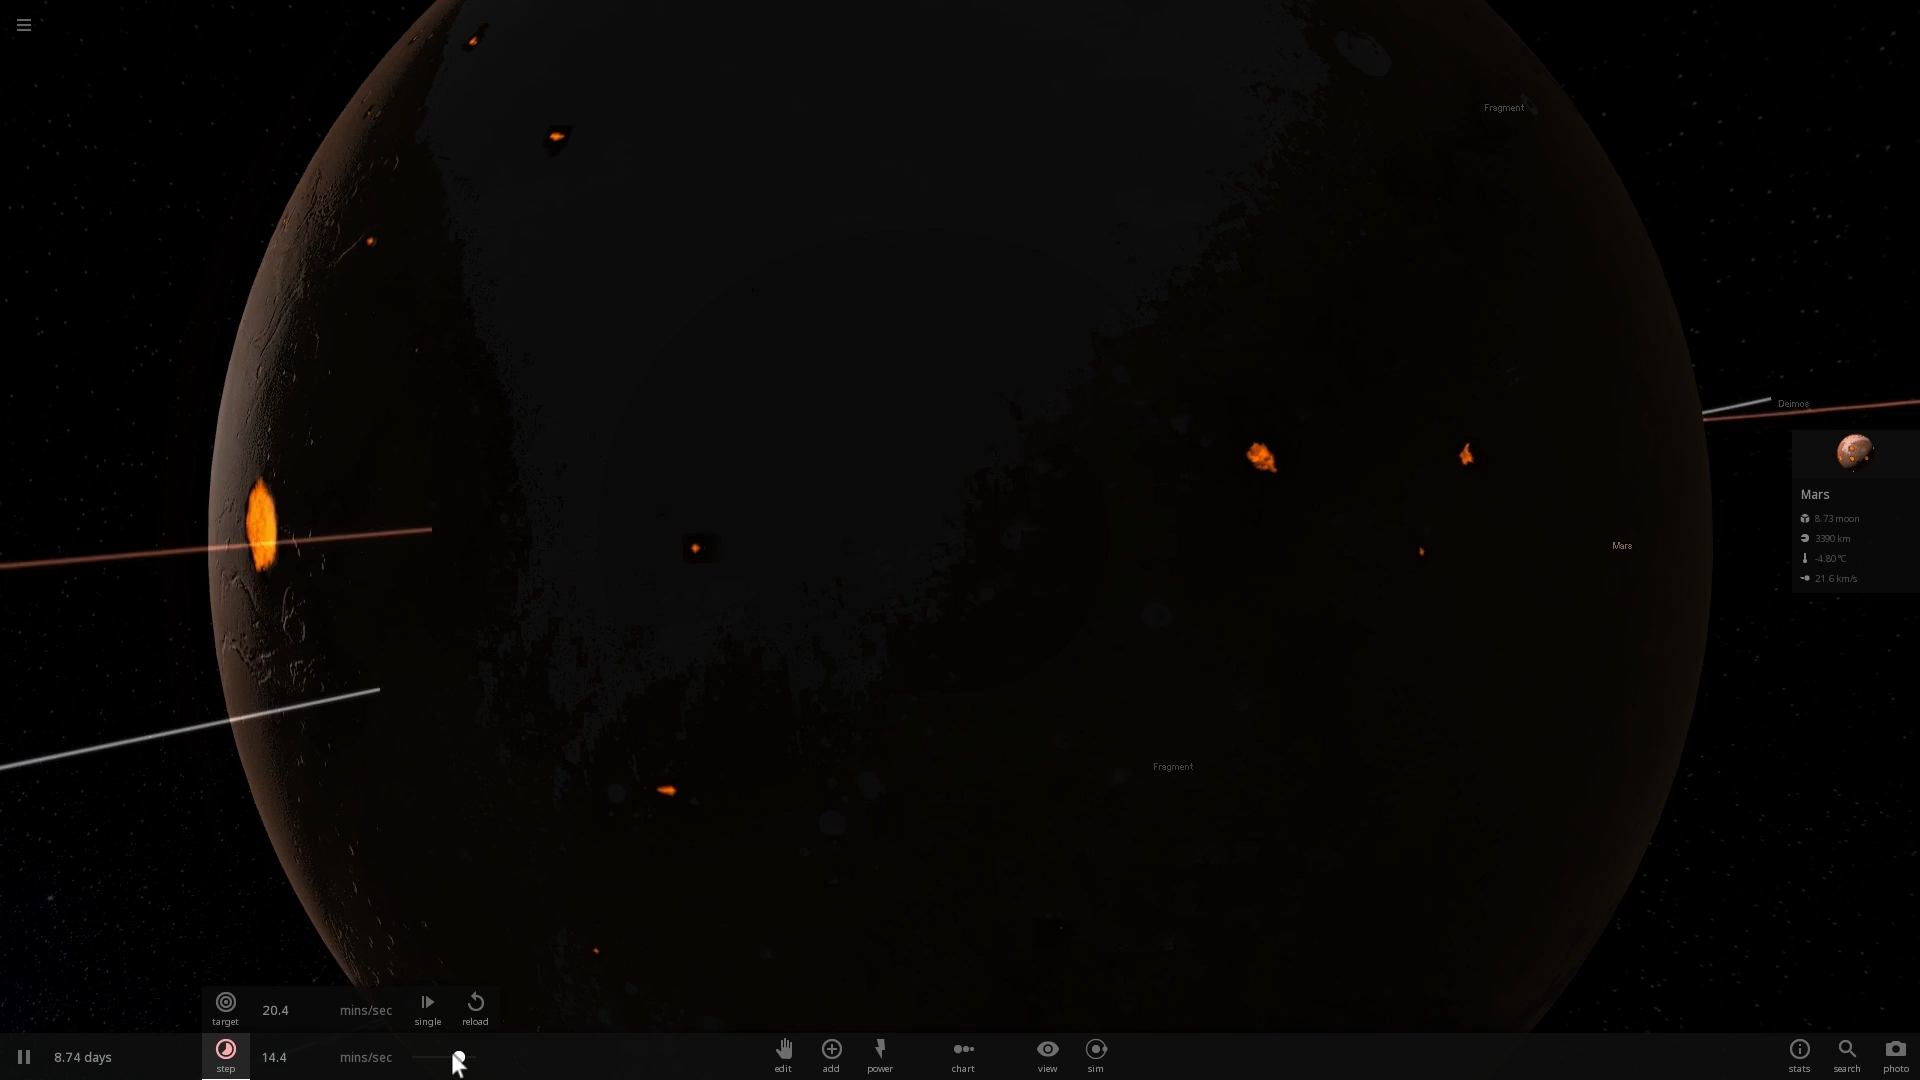 Fragment
Deimos
Mars
8.73 moon
3390 km
-4.80°C
21.6 km/s
Mars
Fragment
target
20.4
mins/sec
single
reload
8.74 days
step
14.4
mins/sec
edit
add
power
chart
view
sim
stats
search
photo